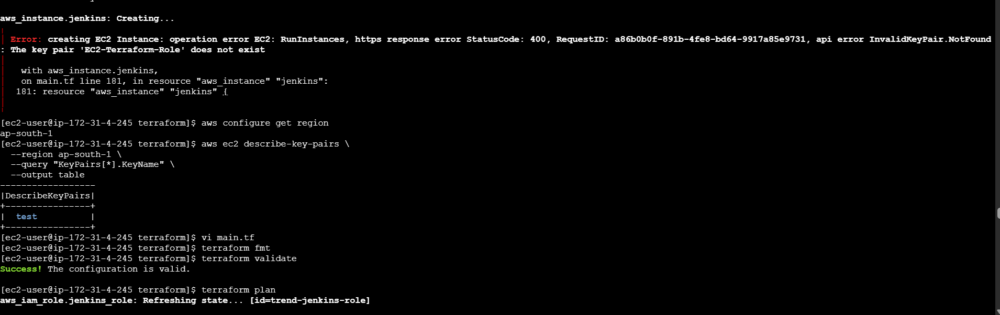 aws_instance.jenkins: Creating...
Error: creating EC2 Instance: operation error EC2: RunInstances, https response error StatusCode: 400, RequestID: a86b0b0f-891b-4fe8-bd64-9917a85e9731, api error InvalidKeyPair.NotFound
: The key pair 'EC2-Terraform-Role' does not exist
with aws_instance.jenkins,
on main.tf line 181, in resource "aws_instance" "jenkins":
181: resource "aws_instance" "jenkins" {
[ec2-user@ip-172-31-4-245 terraform]$ aws configure get region
ap-south-1
[ec2-user@ip-172-31-4-245 terraform]$ aws ec2 describe-key-pairs \
--region ap-south-1 \
--query "KeyPairs[*].KeyName" \
--output table
------------------
|DescribeKeyPairs|
+----------------+
|  test          |
+----------------+
[ec2-user@ip-172-31-4-245 terraform]$ vi main.tf
[ec2-user@ip-172-31-4-245 terraform]$ terraform fmt
[ec2-user@ip-172-31-4-245 terraform]$ terraform validate
Success! The configuration is valid.
[ec2-user@ip-172-31-4-245 terraform]$ terraform plan
aws_iam_role.jenkins_role: Refreshing state... [id=trend-jenkins-role]